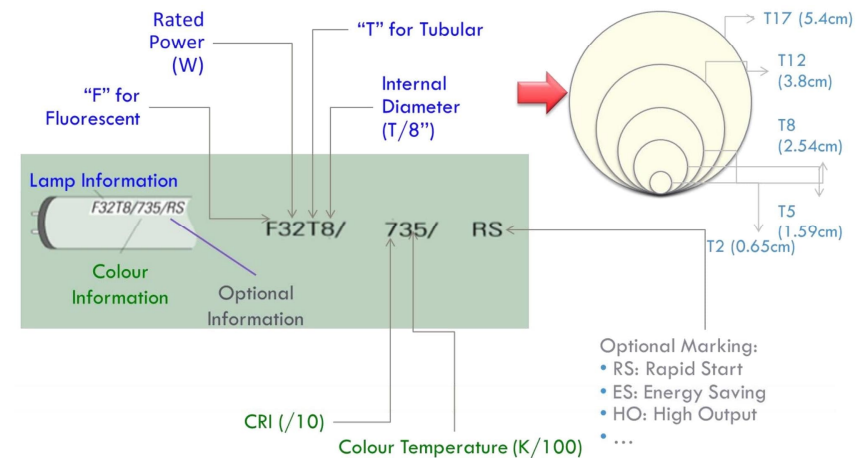 Rated
Power
(W)
“T” for Tubular
“F” for
Fluorescent
Internal
Diameter
(T/8”)
T17 (5.4cm)
T12
(3.8cm)
T8
(2.54cm)
T5
(1.59cm)
T2 (0.65cm)
Lamp Information
F32T8/735/RS
Colour
Information
Optional
Information
F32T8/ 735/ RS
CRI (/10)
Colour Temperature (K/100)
Optional Marking:
• RS: Rapid Start
• ES: Energy Saving
• HO: High Output
• ...